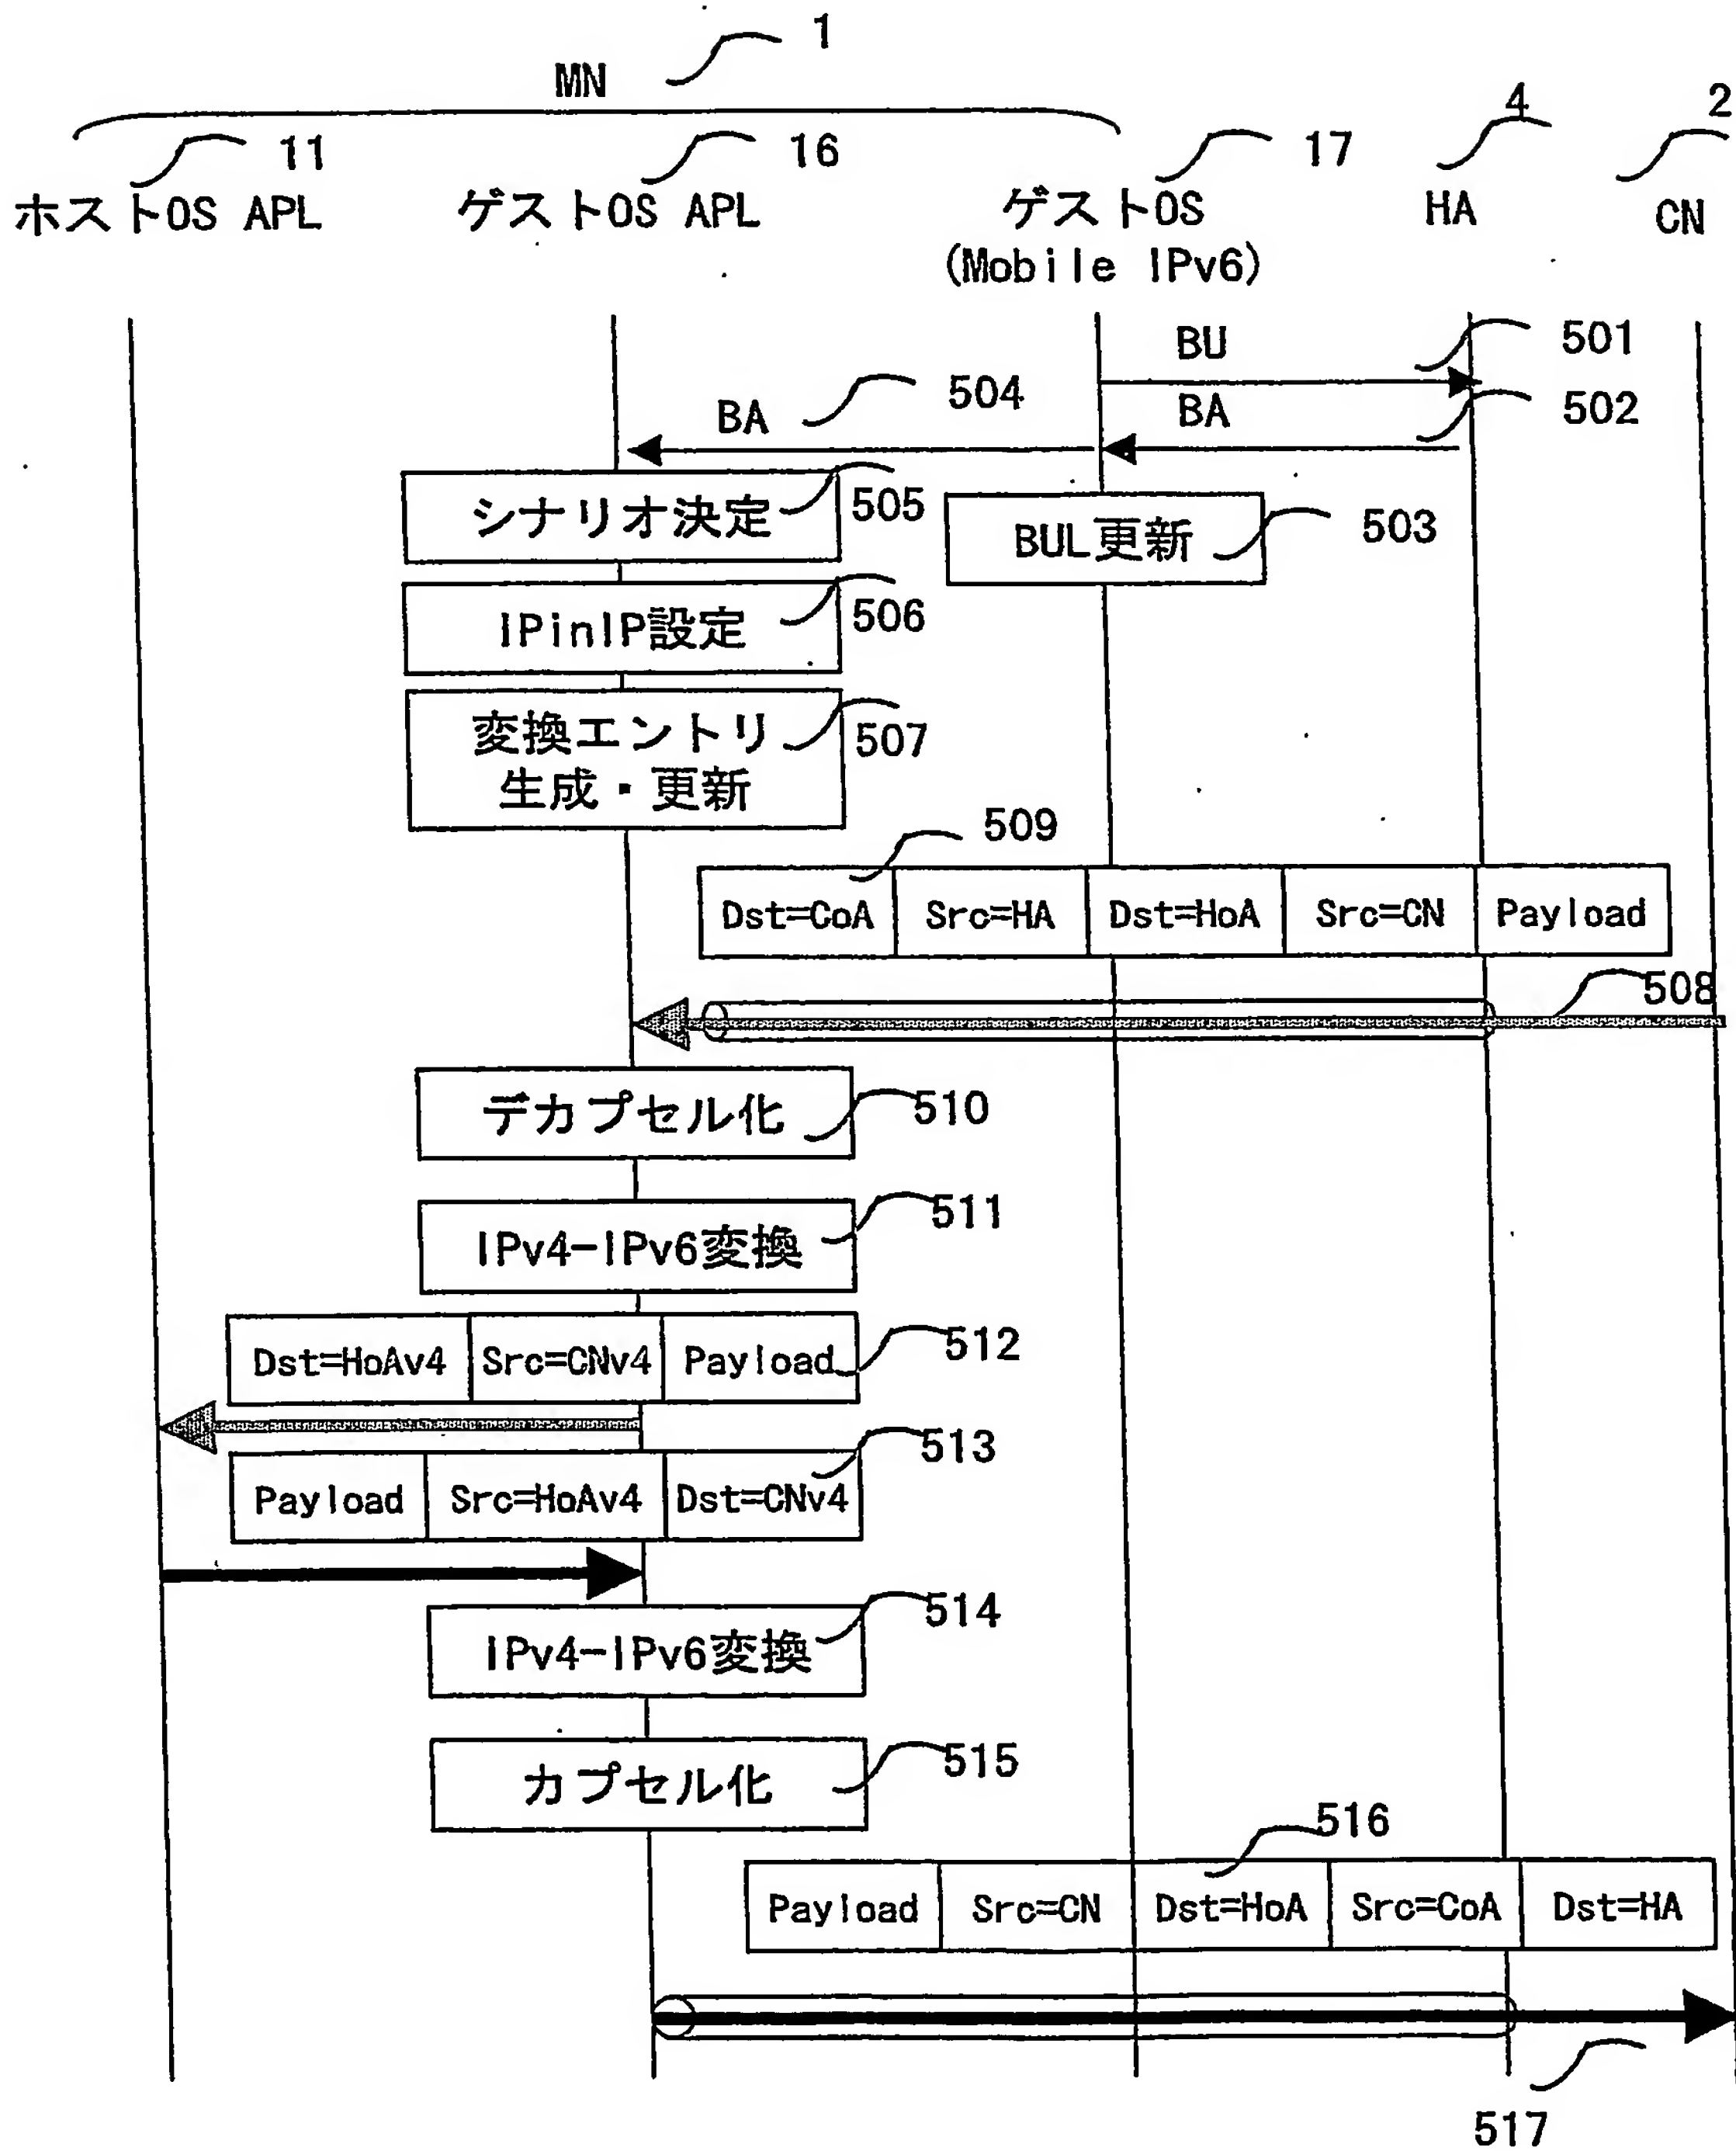 1
MN
4
2
11
16
17
ホストOS APL
ゲストOS APL
ゲストOS
(Mobile IPv6)
HA
CN
BU
501
504
BA
BA
502
シナリオ決定
505
BUL更新
503
IPinIP設定
506
変換エントリ
生成・更新
507
509
Dst=CoA
Src=HA
Dst=HoA
Src=CN
Payload
508
デカプセル化
510
IPv4-IPv6変換
511
Dst=HoAv4
Src=CNv4
Payload
512
513
Payload
Src=HoAv4
Dst=CNv4
IPv4-IPv6変換
514
カプセル化
515
516
Payload
Src=CN
Dst=HoA
Src=CoA
Dst=HA
517